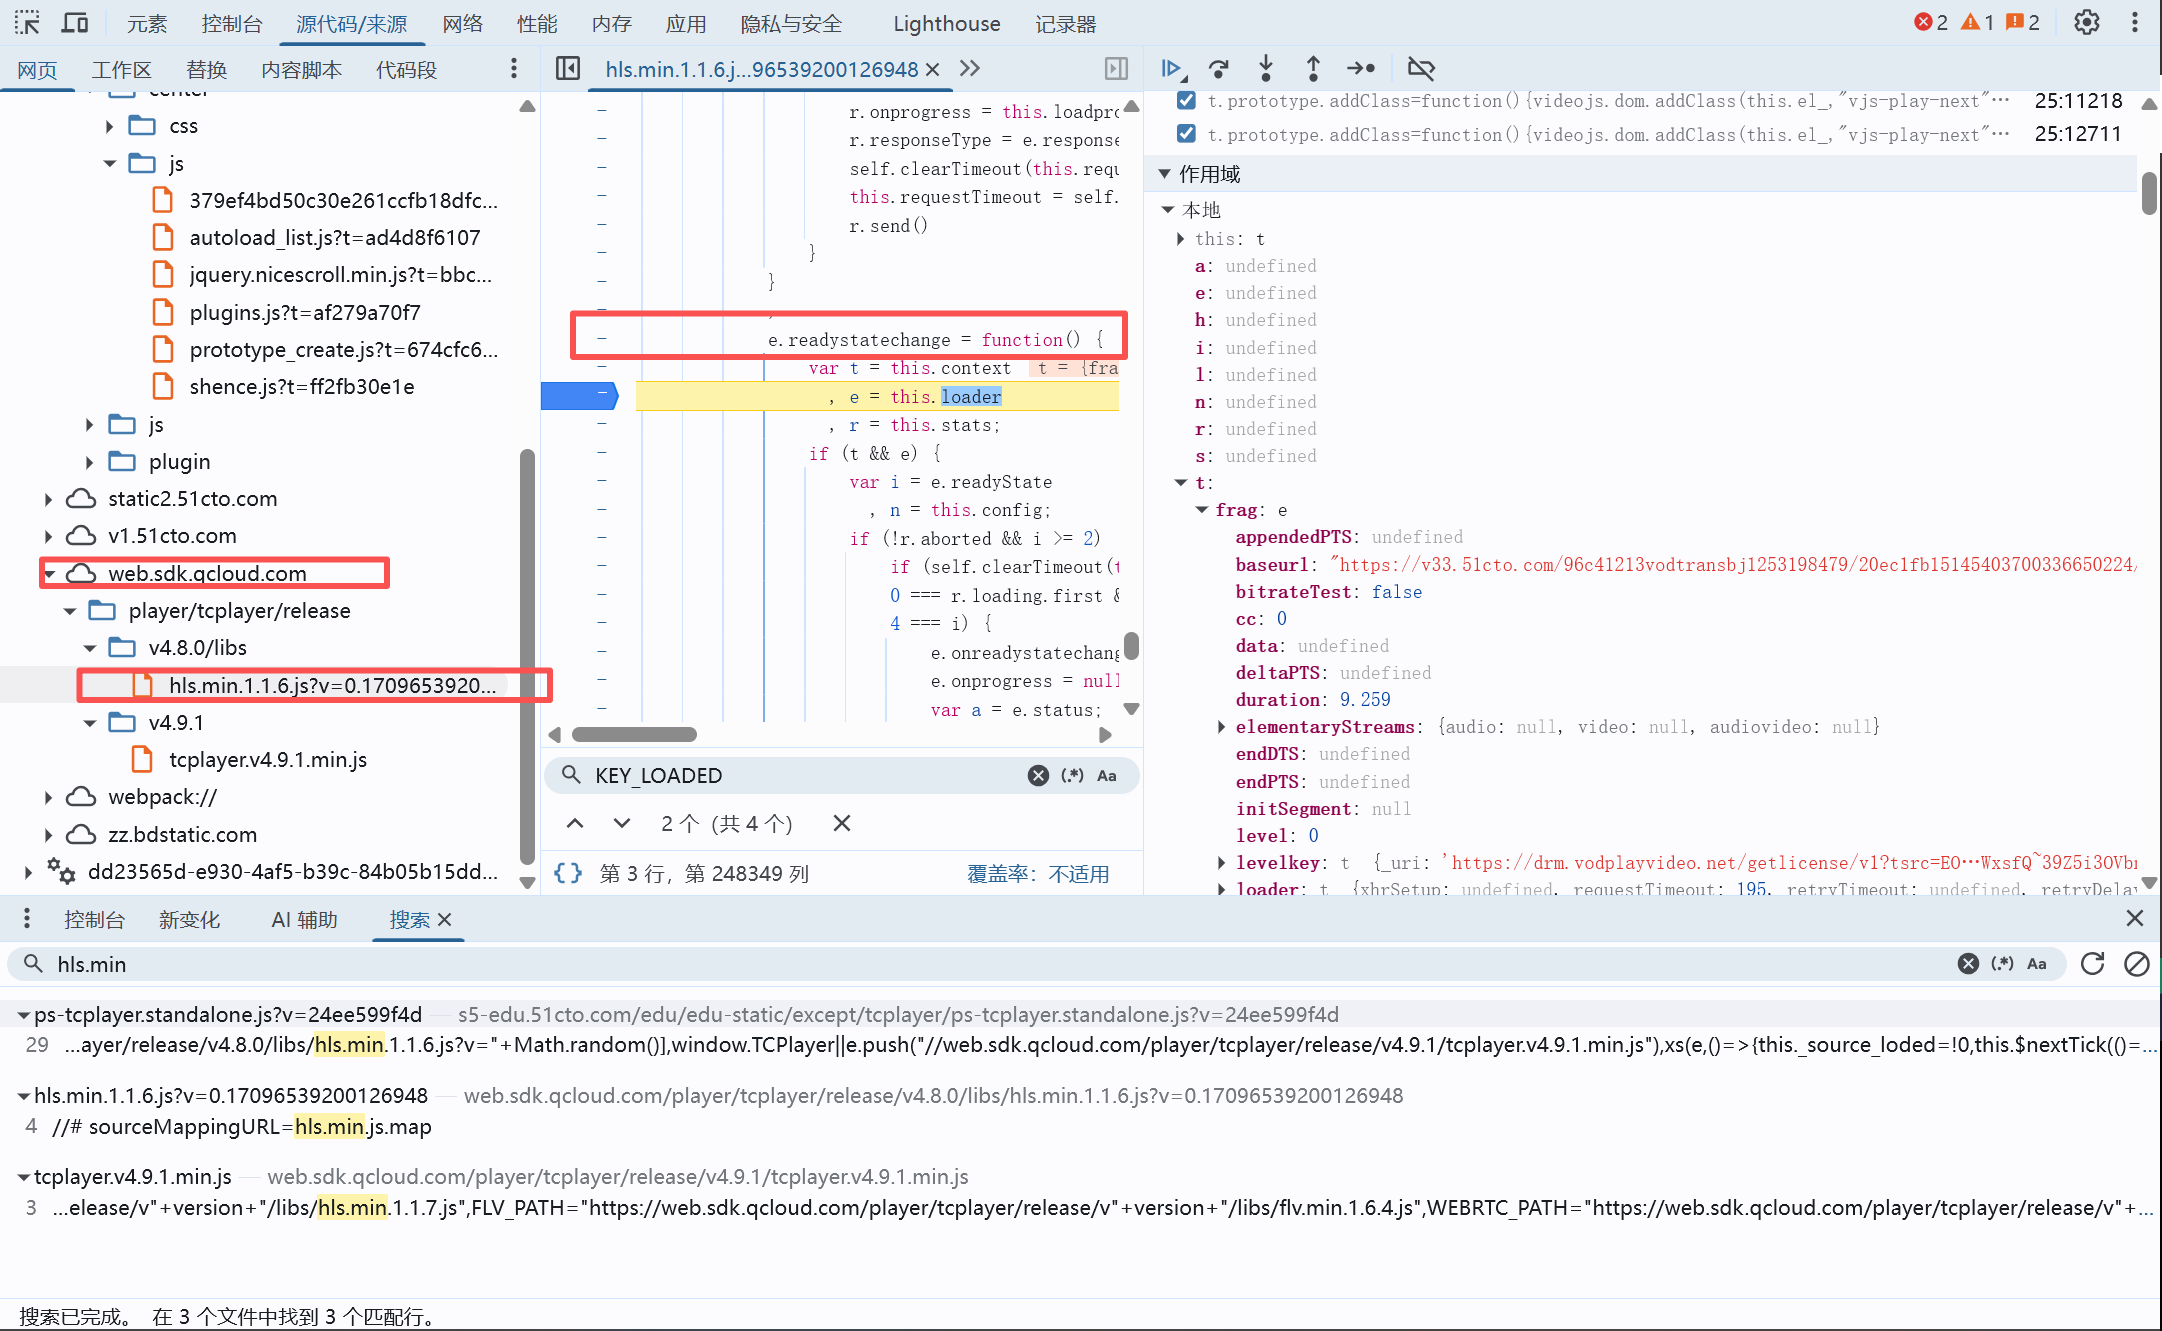 元素 控制台 源代码/来源 网络 性能 内存 应用 隐私与安全 Lighthouse 记录器 2 1 2
网页 工作区 替换 内容脚本 代码段
hls.min.1.1.6.j...96539200126948
center
css
js
379ef4bd50c30e261ccfb18dfc...
autoload_list.js?t=ad4d8f6107
jquery.nicescroll.min.js?t=bbc...
plugins.js?t=af279a70f7
prototype_create.js?t=674cfc6...
shence.js?t=ff2fb30e1e
js
plugin
static2.51cto.com
v1.51cto.com
web.sdk.qcloud.com
player/tcplayer/release
v4.8.0/libs
hls.min.1.1.6.js?v=0.1709653920...
v4.9.1
tcplayer.v4.9.1.min.js
webpack://
zz.bdstatic.com
dd23565d-e930-4af5-b39c-84b05b15dd...
r.onprogress = this.loadprc
r.responseType = e.response
self.clearTimeout(this.requ
this.requestTimeout = self.
r.send()
}
}
e.readystatechange = function() {
var t = this.context t = {fra
, e = this.loader
, r = this.stats;
if (t && e) {
var i = e.readyState
, n = this.config;
if (!r.aborted && i >= 2)
if (self.clearTimeout(t
0 === r.loading.first &
4 === i) {
e.onreadystatechang
e.onprogress = null
var a = e.status;
KEY_LOADED
Aa
2 个 (共 4 个)
{} 第 3 行，第 248349 列 覆盖率：不适用
t.prototype.addClass=function(){videojs.dom.addClass(this.el_,"vjs-play-next"… 25:11218
t.prototype.addClass=function(){videojs.dom.addClass(this.el_,"vjs-play-next"… 25:12711
作用域
本地
this: t
a: undefined
e: undefined
h: undefined
i: undefined
l: undefined
n: undefined
r: undefined
s: undefined
t:
frag: e
appendedPTS: undefined
baseurl: "https://v33.51cto.com/96c41213vodtransbj1253198479/20ec1fb15145403700336650224/
bitrateTest: false
cc: 0
data: undefined
deltaPTS: undefined
duration: 9.259
elementaryStreams: {audio: null, video: null, audiovideo: null}
endDTS: undefined
endPTS: undefined
initSegment: null
level: 0
levelkey: t {_uri: 'https://drm.vodplayvideo.net/getlicense/v1?tsrc=EO…WxsfQ~39Z5i3OVbn
loader: t {xhrSetup: undefined, requestTimeout: 195, retryTimeout: undefined, retryDelay
控制台 新变化 AI 辅助 搜索
hls.min
(.*) Aa
ps-tcplayer.standalone.js?v=24ee599f4d — s5-edu.51cto.com/edu/edu-static/except/tcplayer/ps-tcplayer.standalone.js?v=24ee599f4d
29 ...ayer/release/v4.8.0/libs/hls.min.1.1.6.js?v="+Math.random()],window.TCPlayer||e.push("//web.sdk.qcloud.com/player/tcplayer/release/v4.9.1/tcplayer.v4.9.1.min.js"),xs(e,()=>{this._source_loded=!0,this.$nextTick(()=...
hls.min.1.1.6.js?v=0.17096539200126948 — web.sdk.qcloud.com/player/tcplayer/release/v4.8.0/libs/hls.min.1.1.6.js?v=0.17096539200126948
4 //# sourceMappingURL=hls.min.js.map
tcplayer.v4.9.1.min.js — web.sdk.qcloud.com/player/tcplayer/release/v4.9.1/tcplayer.v4.9.1.min.js
3 ...elease/v"+version+"/libs/hls.min.1.1.7.js",FLV_PATH="https://web.sdk.qcloud.com/player/tcplayer/release/v"+version+"/libs/flv.min.1.6.4.js",WEBRTC_PATH="https://web.sdk.qcloud.com/player/tcplayer/release/v"+...
搜索已完成。 在 3 个文件中找到 3 个匹配行。